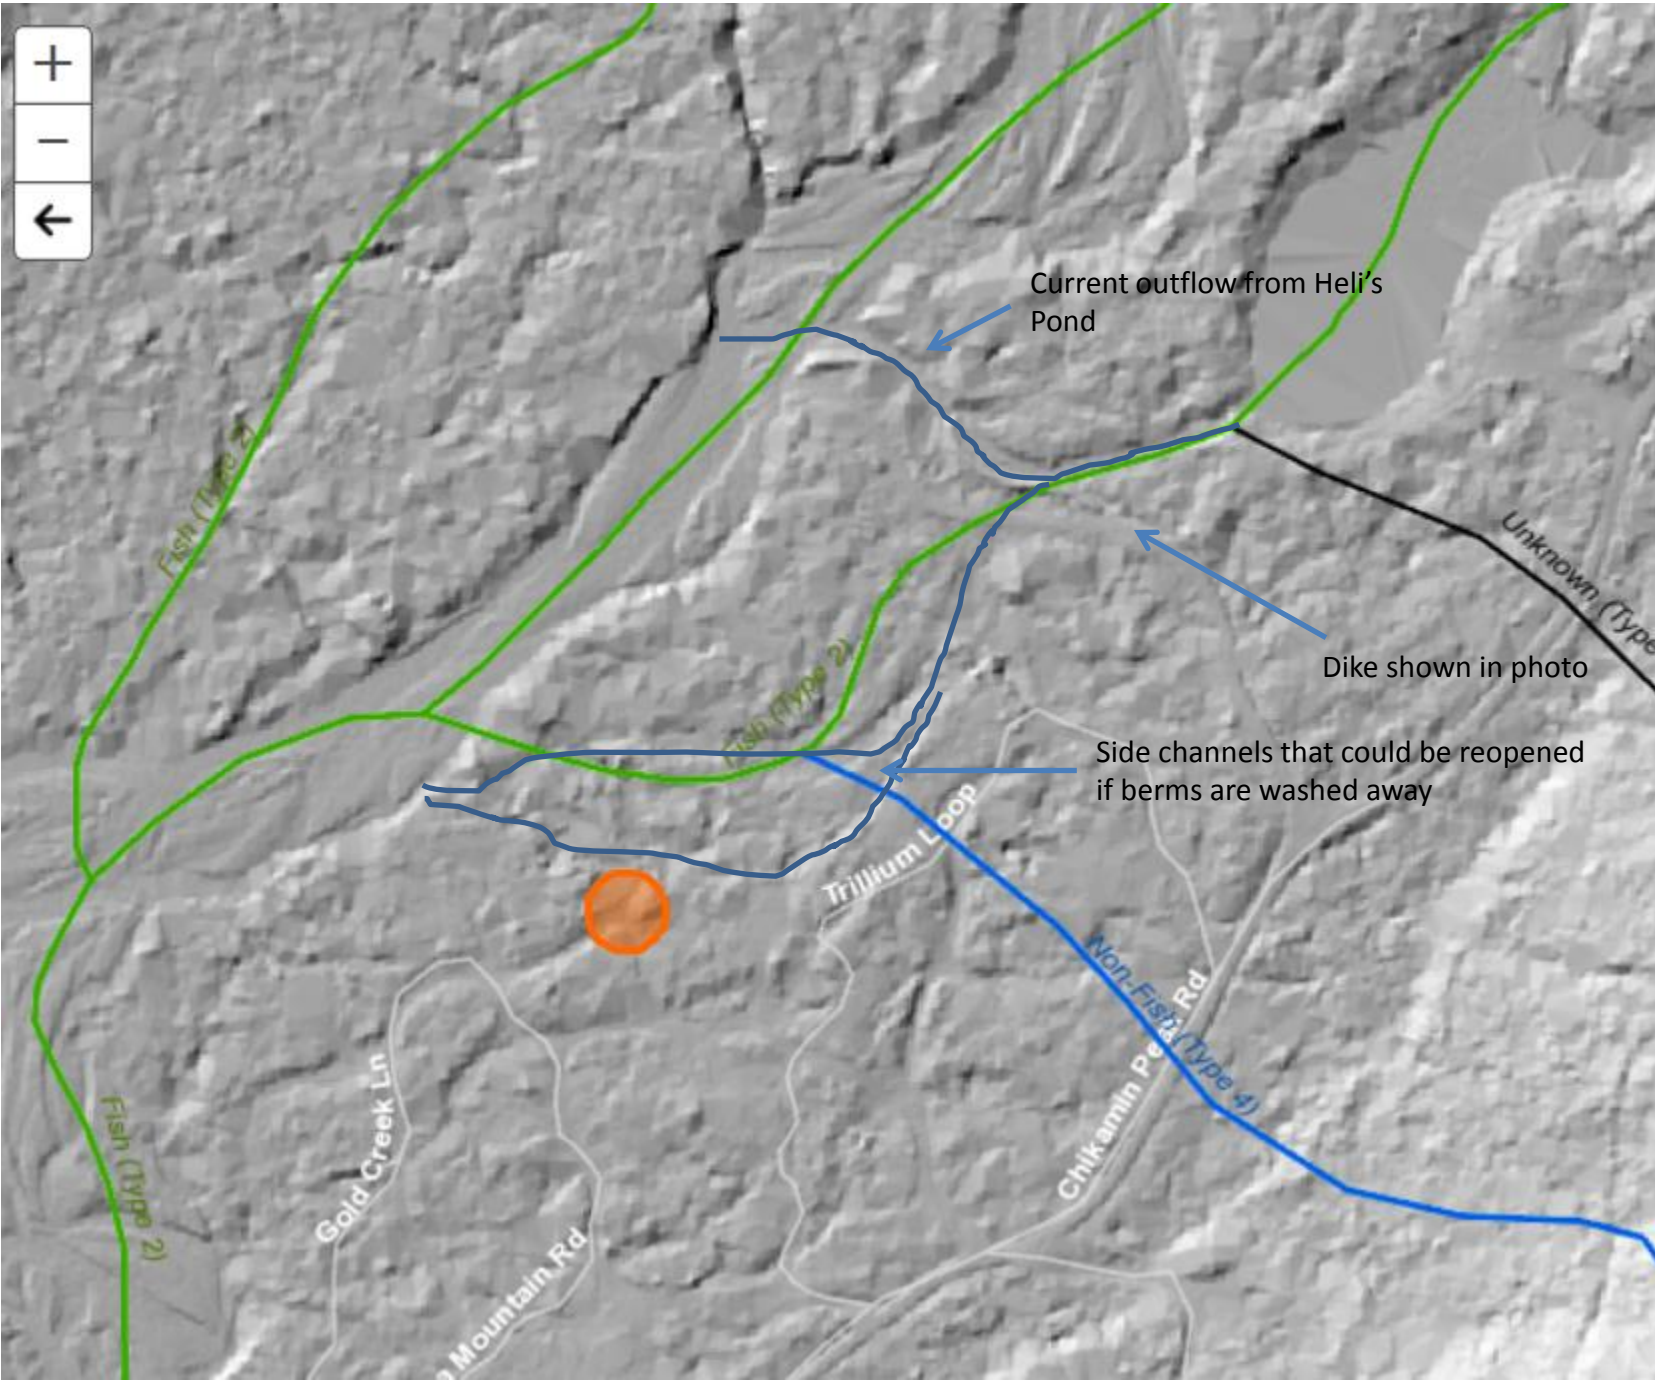 +
−
←
Current outflow from Heli's
Pond
Fish (Type 2)
Unknown (Type
Dike shown in photo
Fish (Type 2)
Side channels that could be reopened
if berms are washed away
Trillium Loop
Non-Fish (Type 4)
Chikamin Peak Rd
Gold Creek Ln
Fish (Type 2)
Mountain Rd